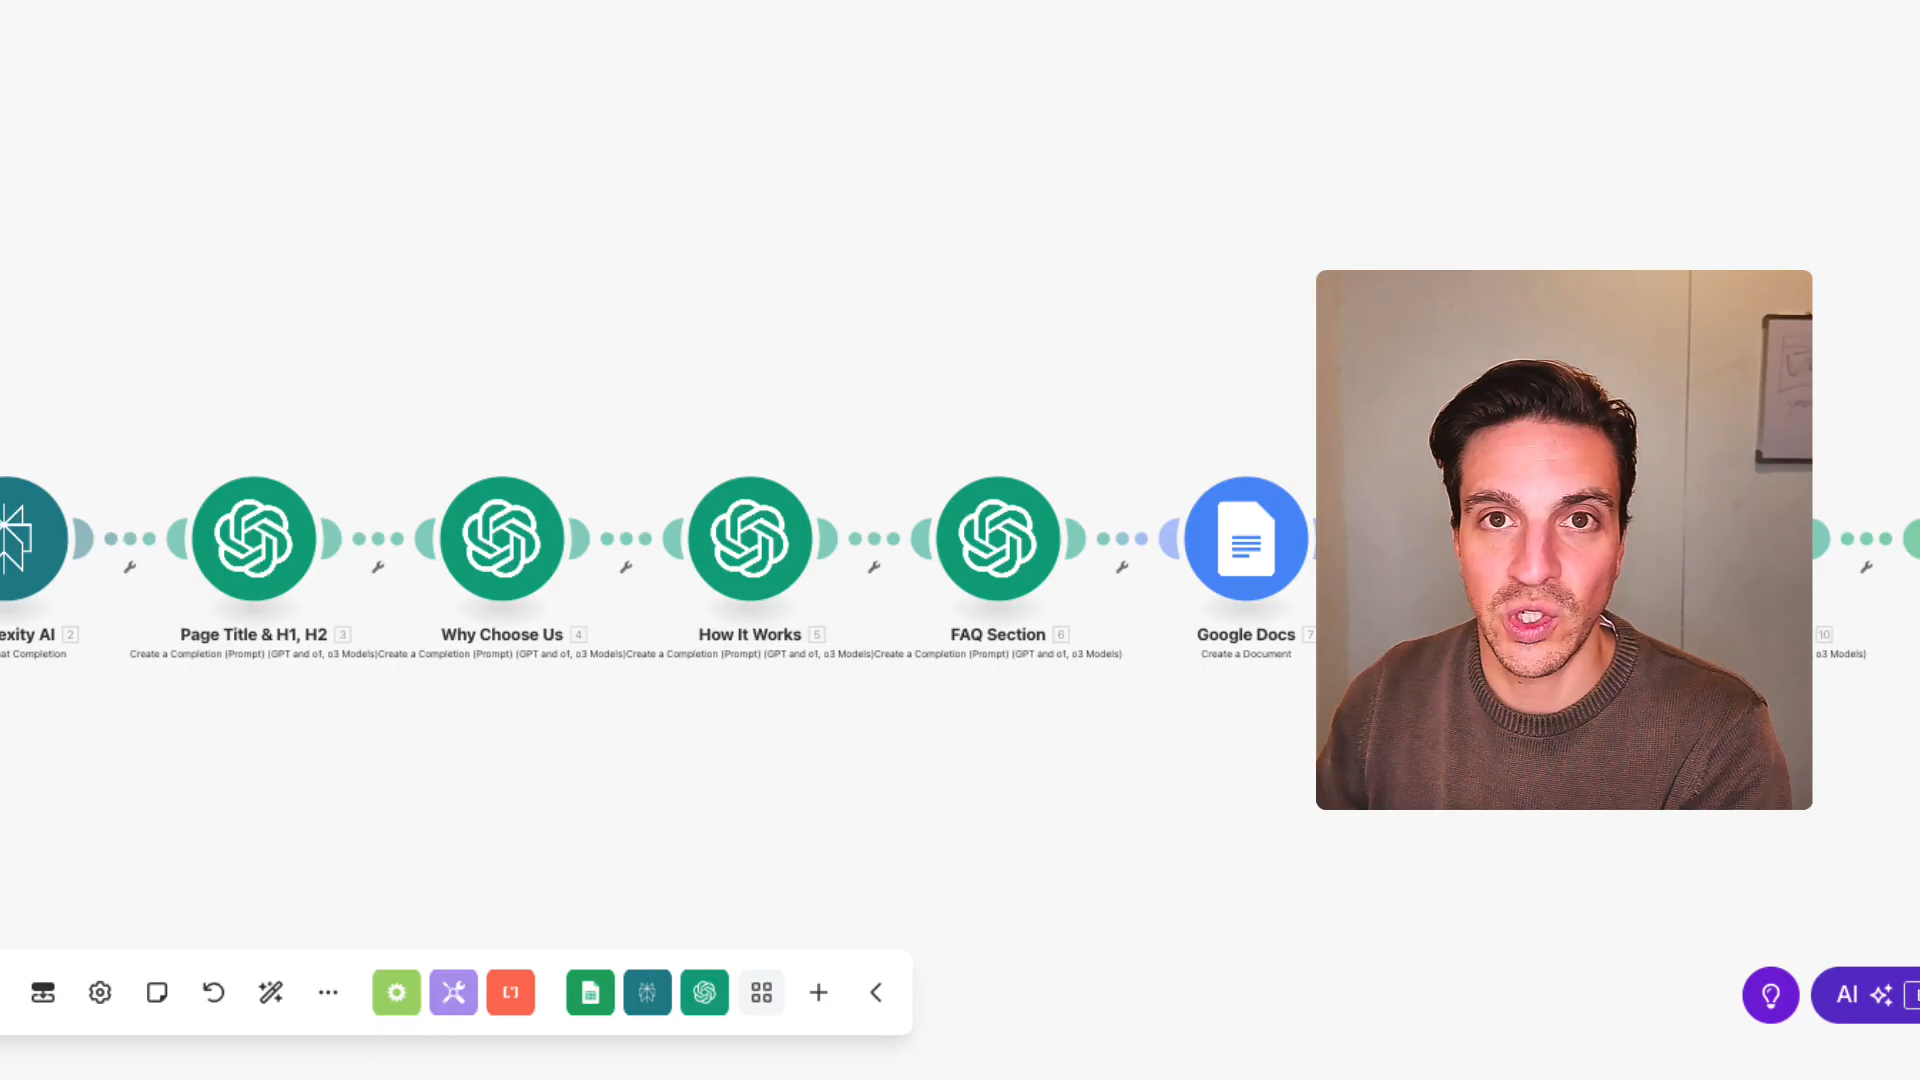 exity AI 2
at Completion
Page Title & H1, H2 3
Create a Completion (Prompt) (GPT and o1, o3 Models)
Why Choose Us 4
Create a Completion (Prompt) (GPT and o1, o3 Models)
How It Works 5
Create a Completion (Prompt) (GPT and o1, o3 Models)
FAQ Section 6
Create a Completion (Prompt) (GPT and o1, o3 Models)
Google Docs 7
Create a Document
10
o3 Models)
AI